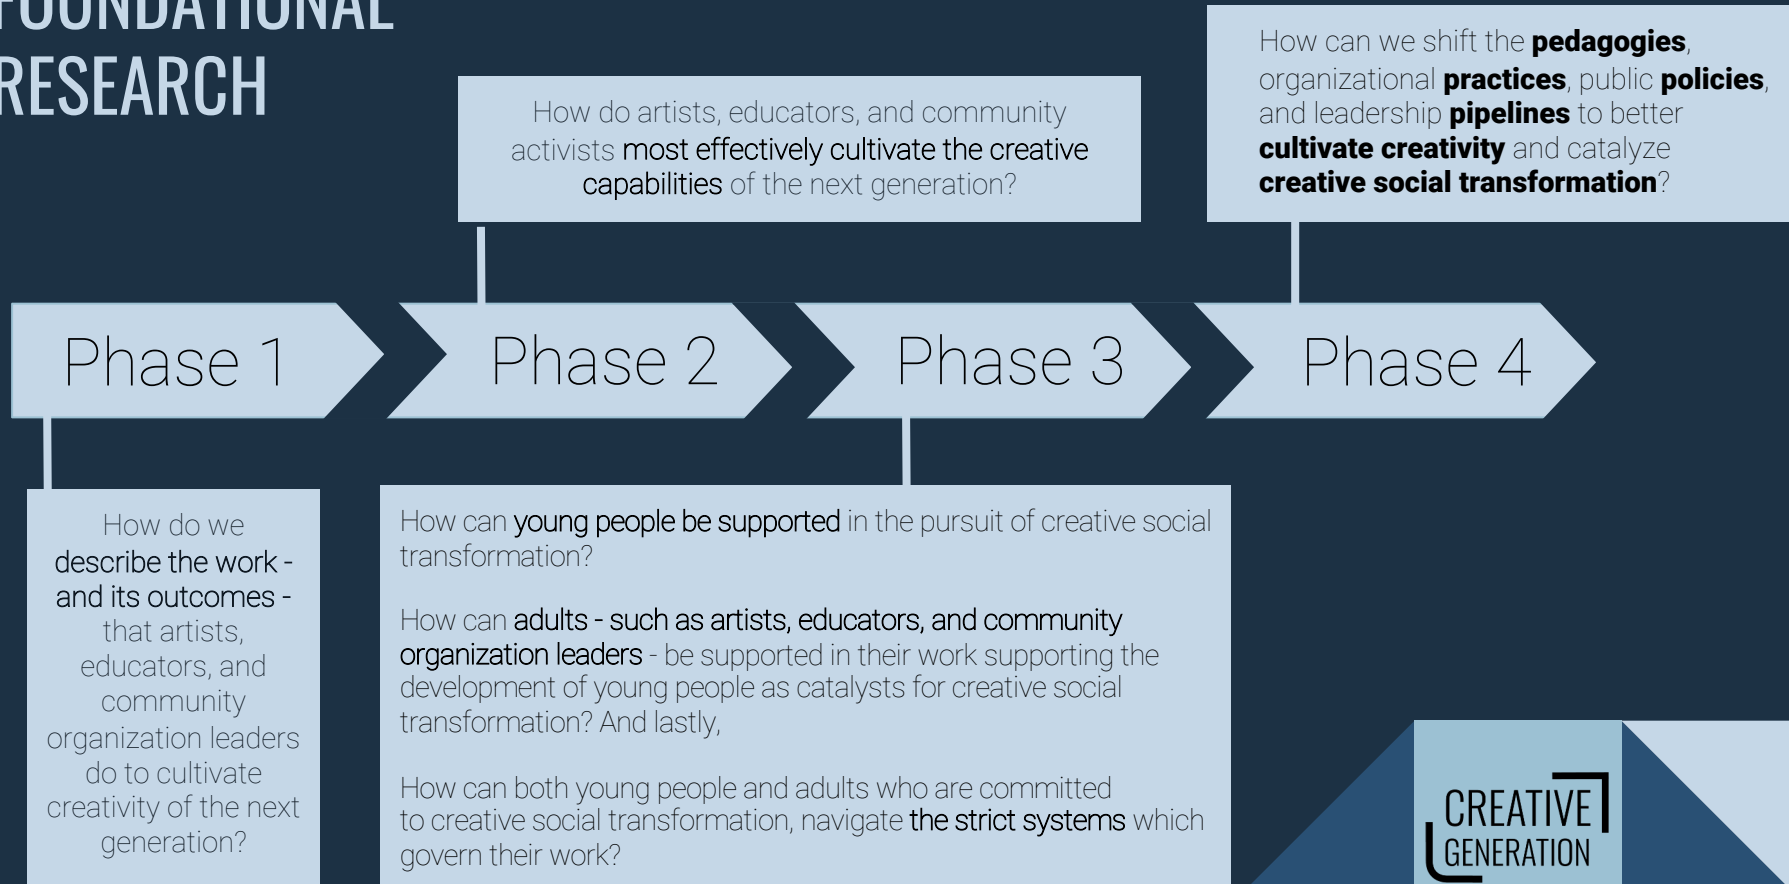 FOUNDATIONAL
RESEARCH
How do artists, educators, and community
activists most effectively cultivate the creative
capabilities of the next generation?
How can we shift the pedagogies,
organizational practices, public policies,
and leadership pipelines to better
cultivate creativity and catalyze
creative social transformation?
Phase 1
Phase 2
Phase 3
Phase 4
How do we
describe the work -
and its outcomes -
that artists,
educators, and
community
organization leaders
do to cultivate
creativity of the next
generation?
How can young people be supported in the pursuit of creative social
transformation?
How can adults - such as artists, educators, and community
organization leaders - be supported in their work supporting the
development of young people as catalysts for creative social
transformation? And lastly,
How can both young people and adults who are committed
to creative social transformation, navigate the strict systems which
govern their work?
CREATIVE
GENERATION